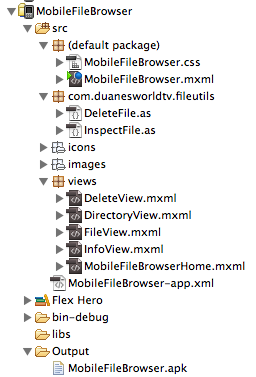 MobileFileBrowser
src
(default package)
MobileFileBrowser.css
MobileFileBrowser.mxml
com.duanesworldtv.fileutils
DeleteFile.as
InspectFile.as
icons
images
views
DeleteView.mxml
DirectoryView.mxml
FileView.mxml
InfoView.mxml
MobileFileBrowserHome.mxml
MobileFileBrowser-app.xml
Flex Hero
bin-debug
libs
Output
MobileFileBrowser.apk